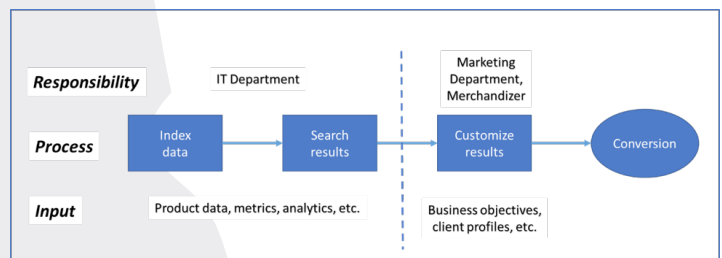 Responsibility
IT Department
Marketing
Department,
Merchandizer
Process
Index
data
Search
results
Customize
results
Conversion
Input
Product data, metrics, analytics, etc.
Business objectives,
client profiles, etc.